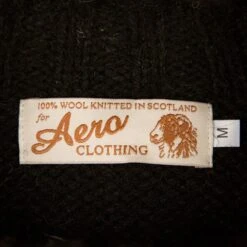 100% WOOL KNITTED IN SCOTLAND
for Aero
CLOTHING
M